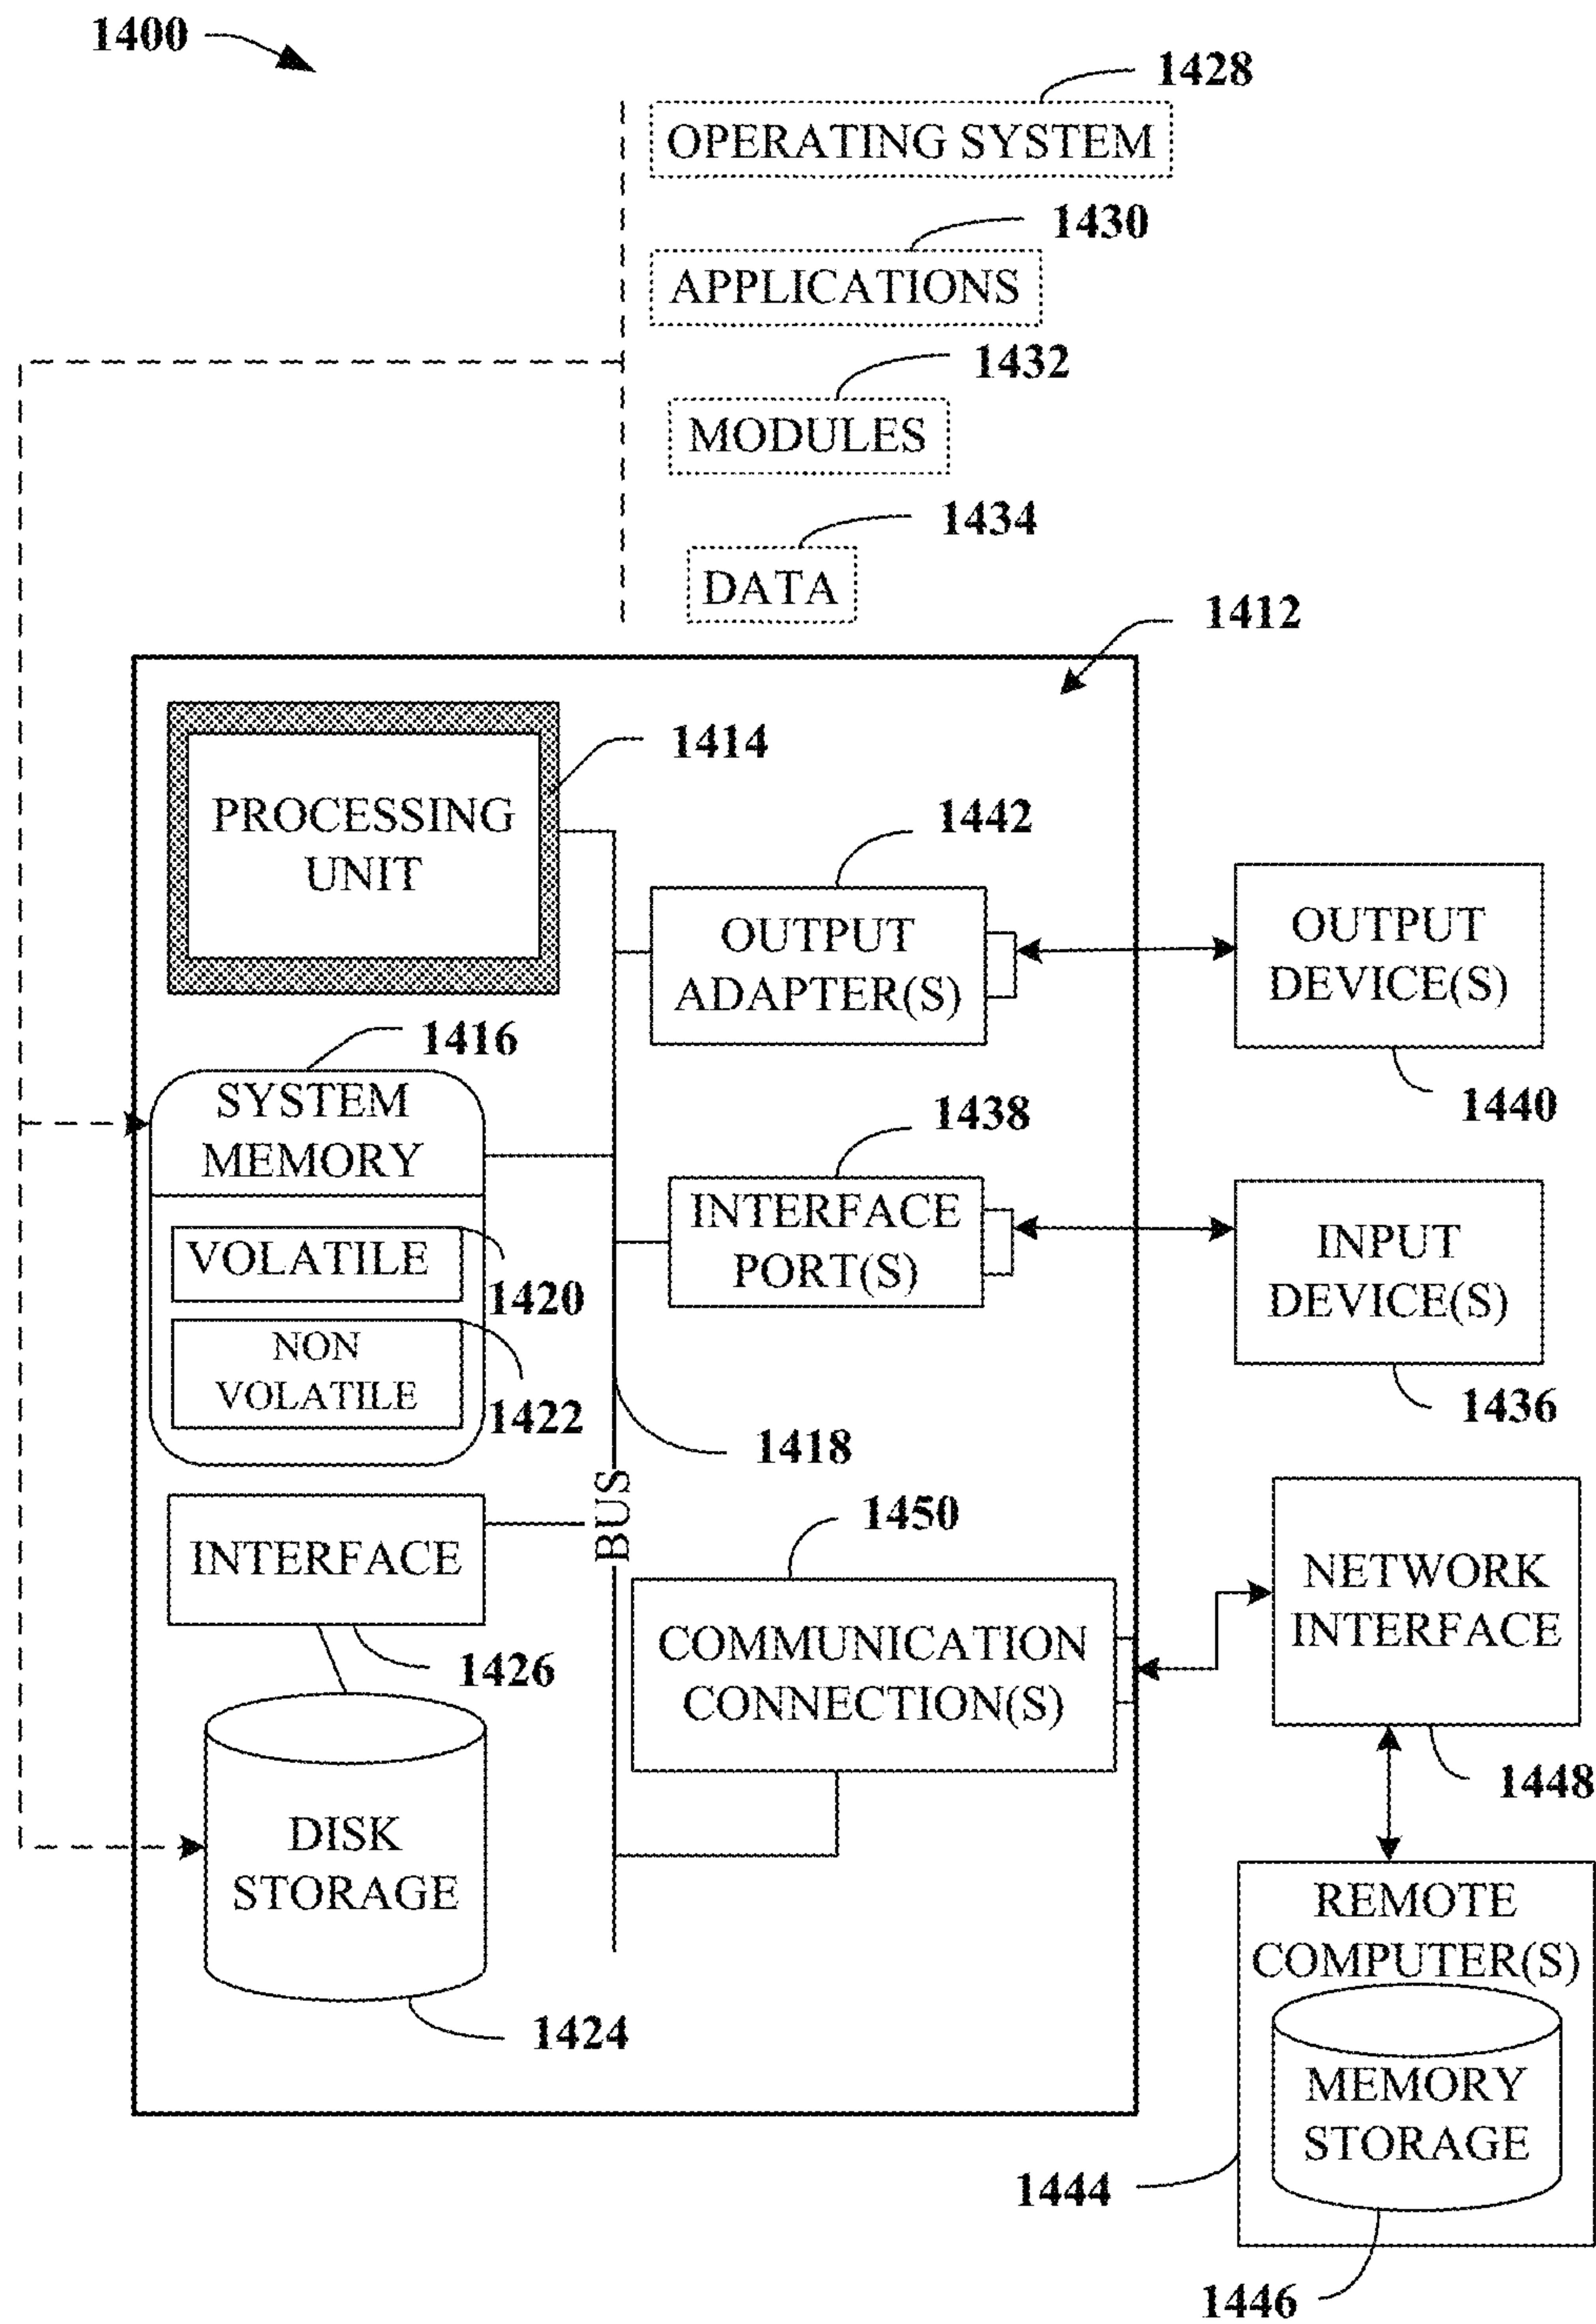 1400
1428
OPERATING SYSTEM
1430
APPLICATIONS
1432
MODULES
1434
DATA
1412
1414
PROCESSING
UNIT
1442
OUTPUT
ADAPTER(S)
OUTPUT
DEVICE(S)
1440
1416
SYSTEM
MEMORY
VOLATILE
1420
NON
VOLATILE
1422
1438
INTERFACE
PORT(S)
INPUT
DEVICE(S)
1436
1418
BUS
INTERFACE
1426
1450
COMMUNICATION
CONNECTION(S)
NETWORK
INTERFACE
1448
DISK
STORAGE
1424
REMOTE
COMPUTER(S)
MEMORY
STORAGE
1444
1446